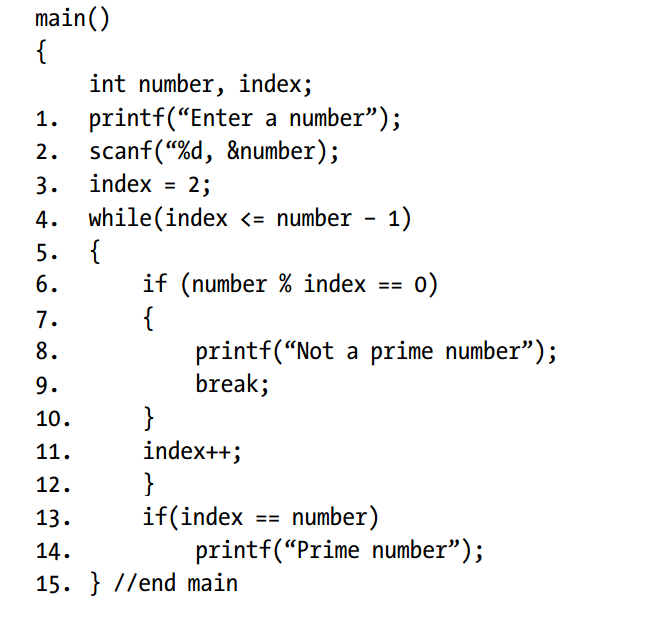 main()
{
int number, index;
1. printf(“Enter a number”);
2. scanf(“%d, &number);
3. index = 2;
4. while(index <= number – 1)
5. {
6. if (number % index == 0)
7. {
8. printf(“Not a prime number”);
9. break;
10. }
11. index++;
12. }
13. if(index == number)
14. printf(“Prime number”);
15. } //end main